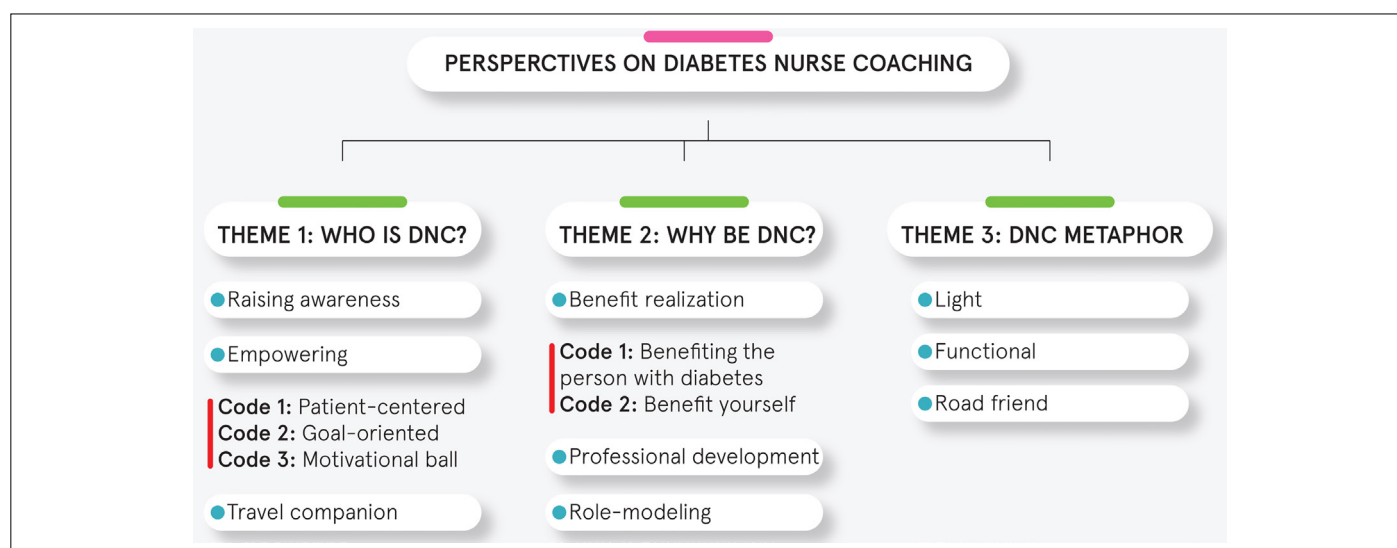 PERSPERCTIVES ON DIABETES NURSE COACHING
THEME 1: WHO IS DNC?
Raising awareness
Empowering
Code 1: Patient-centered
Code 2: Goal-oriented
Code 3: Motivational ball
Travel companion
THEME 2: WHY BE DNC?
Benefit realization
Code 1: Benefiting the
person with diabetes
Code 2: Benefit yourself
Professional development
Role-modeling
THEME 3: DNC METAPHOR
Light
Functional
Road friend